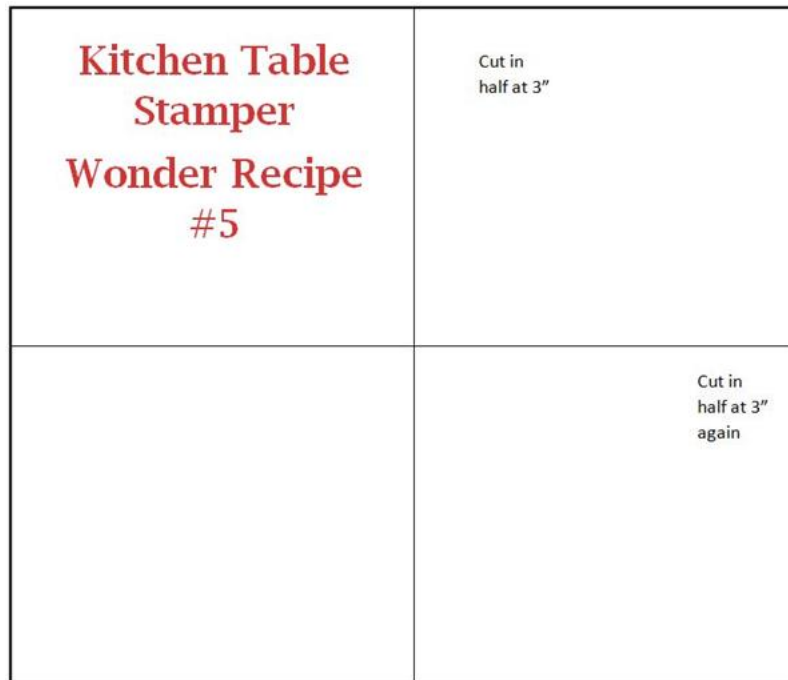 Kitchen Table
Stamper
Wonder Recipe
#5
Cut in
half at 3”
Cut in
half at 3”
again